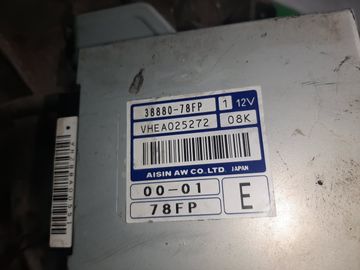 38880-78FP 1 12V
VHEA025272 08K
AISIN AW CO.,LTD. JAPAN
00-01
78FP E